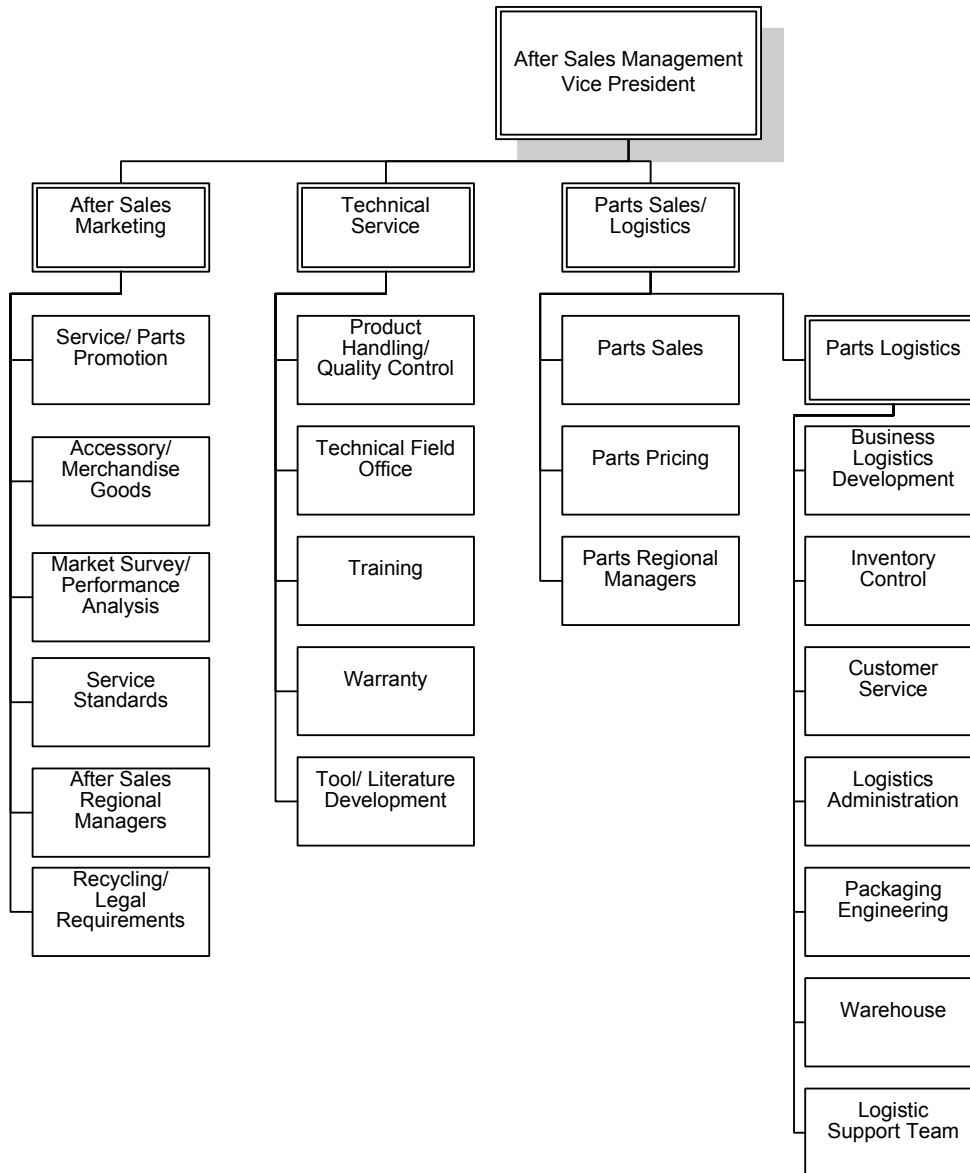 After Sales Management
Vice President
After Sales
Marketing
Technical
Service
Parts Sales/
Logistics
Service/ Parts
Promotion
Accessory/
Merchandise
Goods
Market Survey/
Performance
Analysis
Service
Standards
After Sales
Regional
Managers
Recycling/
Legal
Requirements
Product
Handling/
Quality Control
Technical Field
Office
Training
Warranty
Tool/ Literature
Development
Parts Sales
Parts Pricing
Parts Regional
Managers
Parts Logistics
Business
Logistics
Development
Inventory
Control
Customer
Service
Logistics
Administration
Packaging
Engineering
Warehouse
Logistic
Support Team